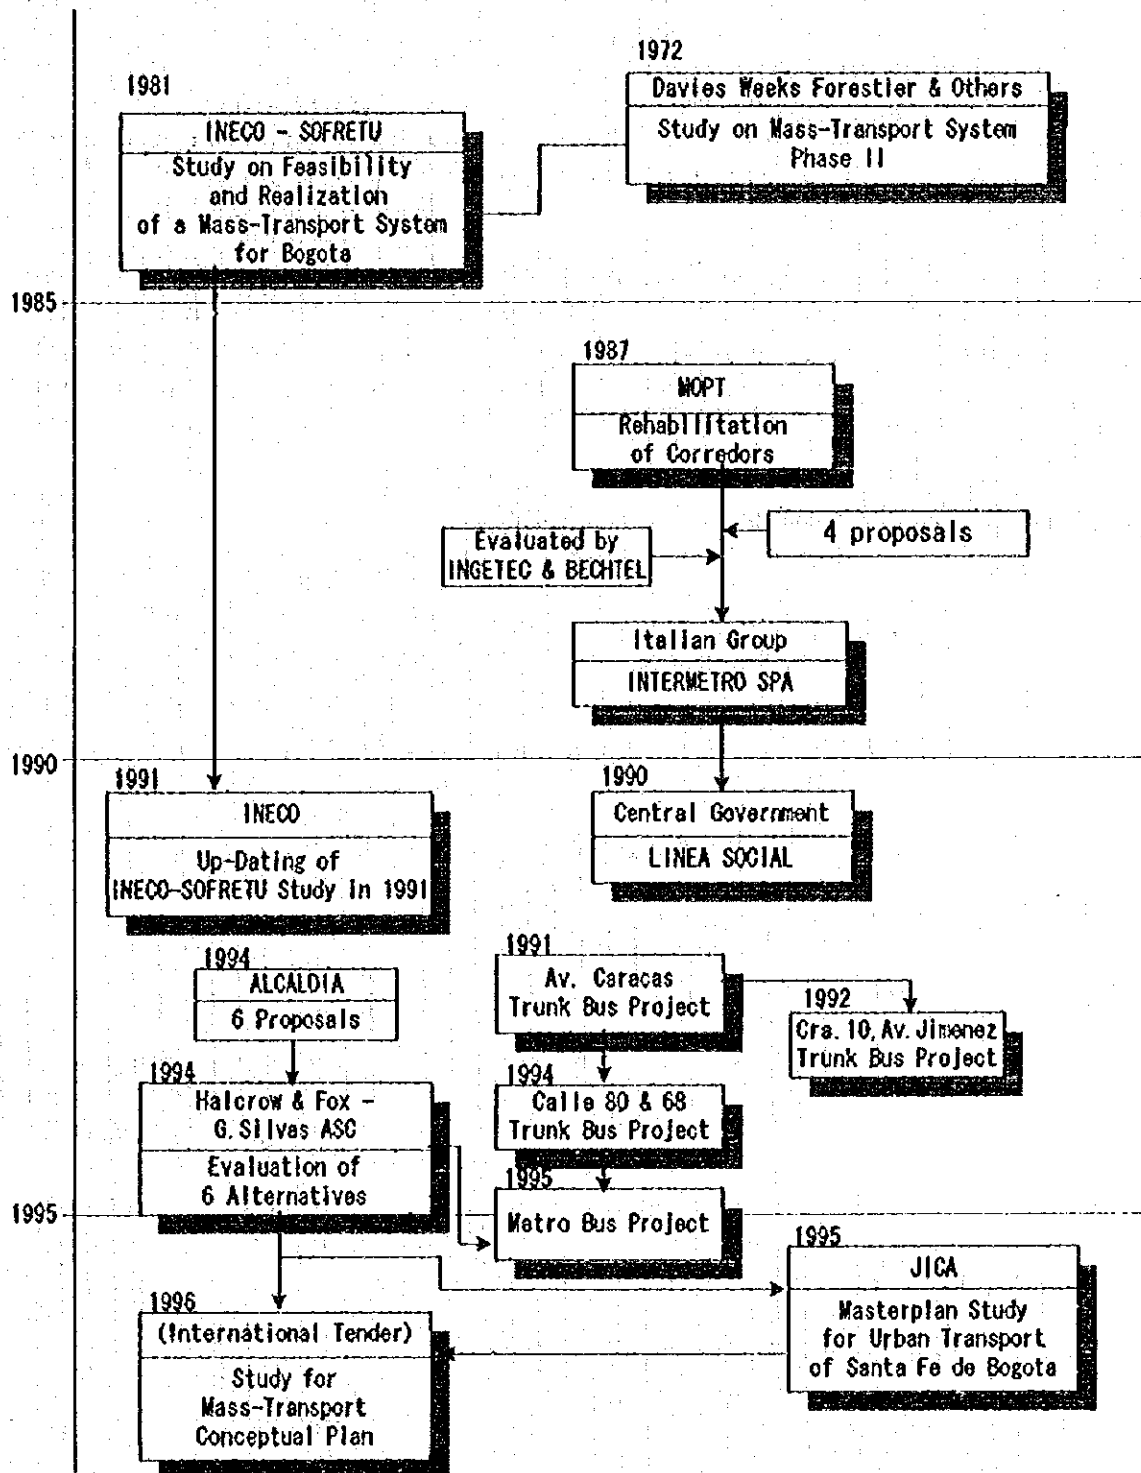 1972
Davies Weeks Forestier & Others
Study on Mass-Transport System
Phase II
1981
INECO - SOFRETU
Study on Feasibility
and Realization
of a Mass-Transport System
for Bogota
1985
1987
MOPT
Rehabilitation
of Corredors
4 proposals
Evaluated by
INGETEC & BECHTEL
Italian Group
INTERMETRO SPA
1990
1991
INECO
Up-Dating of
INECO-SOFRETU Study in 1991
1990
Central Government
LINEA SOCIAL
1994
ALCALDIA
6 Proposals
1991
Av. Caracas
Trunk Bus Project
1992
Cra. 10, Av. Jimenez
Trunk Bus Project
1994
Halcrow & Fox -
G. Silvas ASC
Evaluation of
6 Alternatives
1994
Calle 80 & 68
Trunk Bus Project
1995
Metro Bus Project
1995
1995
JICA
Masterplan Study
for Urban Transport
of Santa Fe de Bogota
1996
(International Tender)
Study for
Mass-Transport
Conceptual Plan